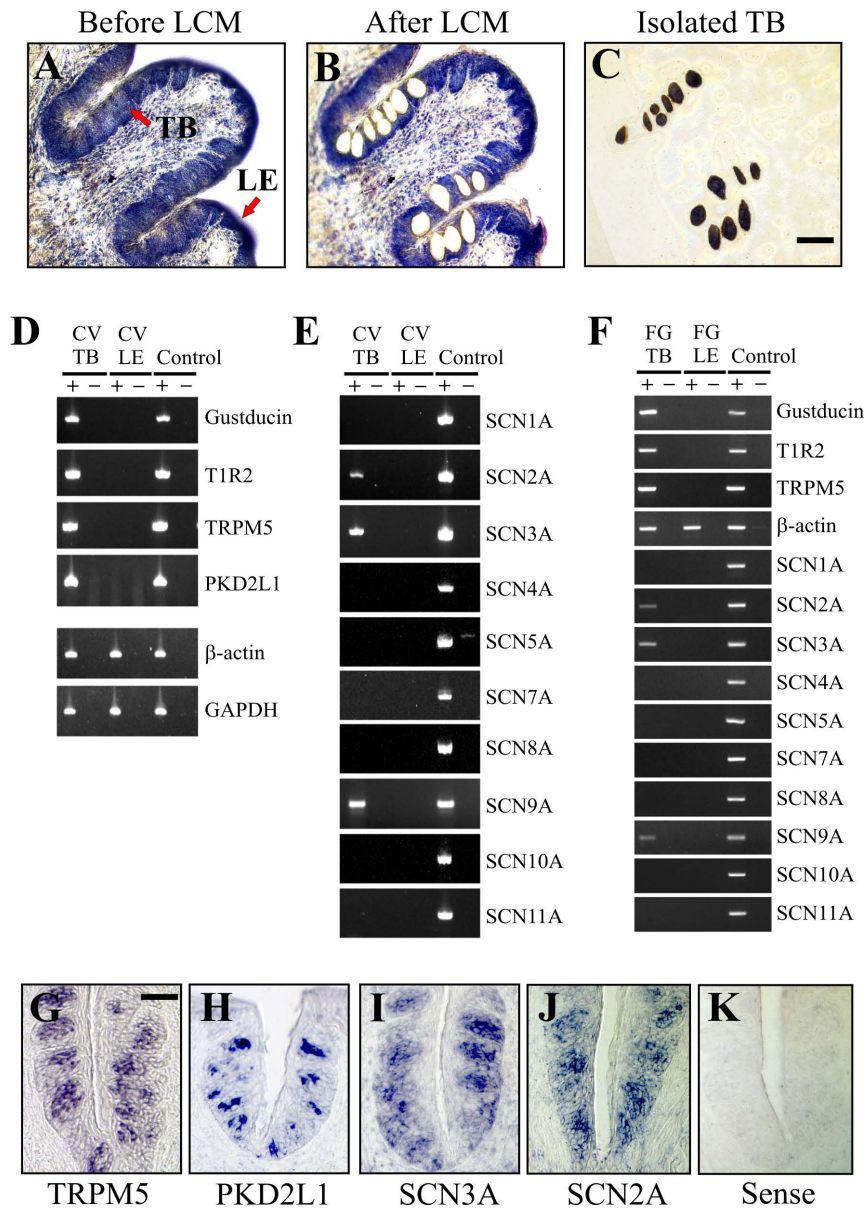 Before LCM After LCM Isolated TB
A B C
TB
LE
D CV TB CV LE Control
+ − + − + −
Gustducin
T1R2
TRPM5
PKD2L1
β-actin
GAPDH
E CV TB CV LE Control
+ − + − + −
SCN1A
SCN2A
SCN3A
SCN4A
SCN5A
SCN7A
SCN8A
SCN9A
SCN10A
SCN11A
F FG TB FG LE Control
+ − + − + −
Gustducin
T1R2
TRPM5
β-actin
SCN1A
SCN2A
SCN3A
SCN4A
SCN5A
SCN7A
SCN8A
SCN9A
SCN10A
SCN11A
G H I J K
TRPM5 PKD2L1 SCN3A SCN2A Sense